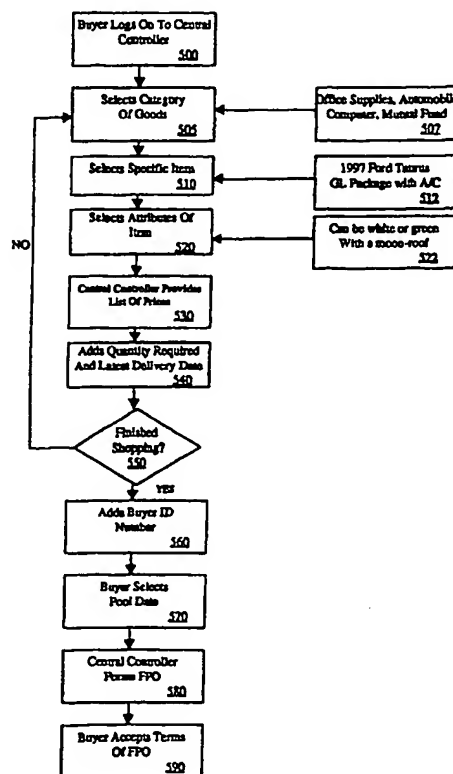 Buyer Logs On To Central
Controller
500
Selects Category
Of Goods
505
Office Supplies, Automobile
Computer, Mutual Fund
507
Selects Specific Item
510
1997 Ford Taurus
GL Package with A/C
512
NO
Selects Attributes Of
Item
520
Can be white or green
With a moon-roof
522
Central Controller Provides
List Of Prices
530
Adds Quantity Required
And Latest Delivery Date
540
Finished
Shopping?
550
YES
Adds Buyer ID
Number
560
Buyer Selects
Pool Date
570
Central Controller
Forms FPO
580
Buyer Accepts Terms
Of FPO
590